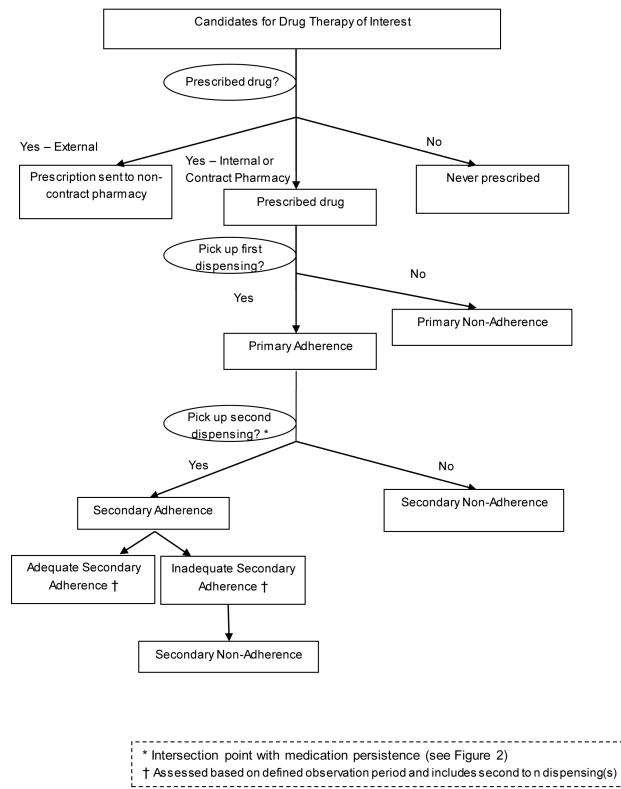 Candidates for Drug Therapy of Interest
Prescribed drug?
Yes – External
Yes – Internal or
Contract Pharmacy
No
Prescription sent to non-
contract pharmacy
Prescribed drug
Never prescribed
Pick up first
dispensing?
Yes
No
Primary Adherence
Primary Non-Adherence
Pick up second
dispensing? *
Yes
No
Secondary Adherence
Secondary Non-Adherence
Adequate Secondary
Adherence †
Inadequate Secondary
Adherence †
Secondary Non-Adherence
* Intersection point with medication persistence (see Figure 2)
† Assessed based on defined observation period and includes second to n dispensing(s)